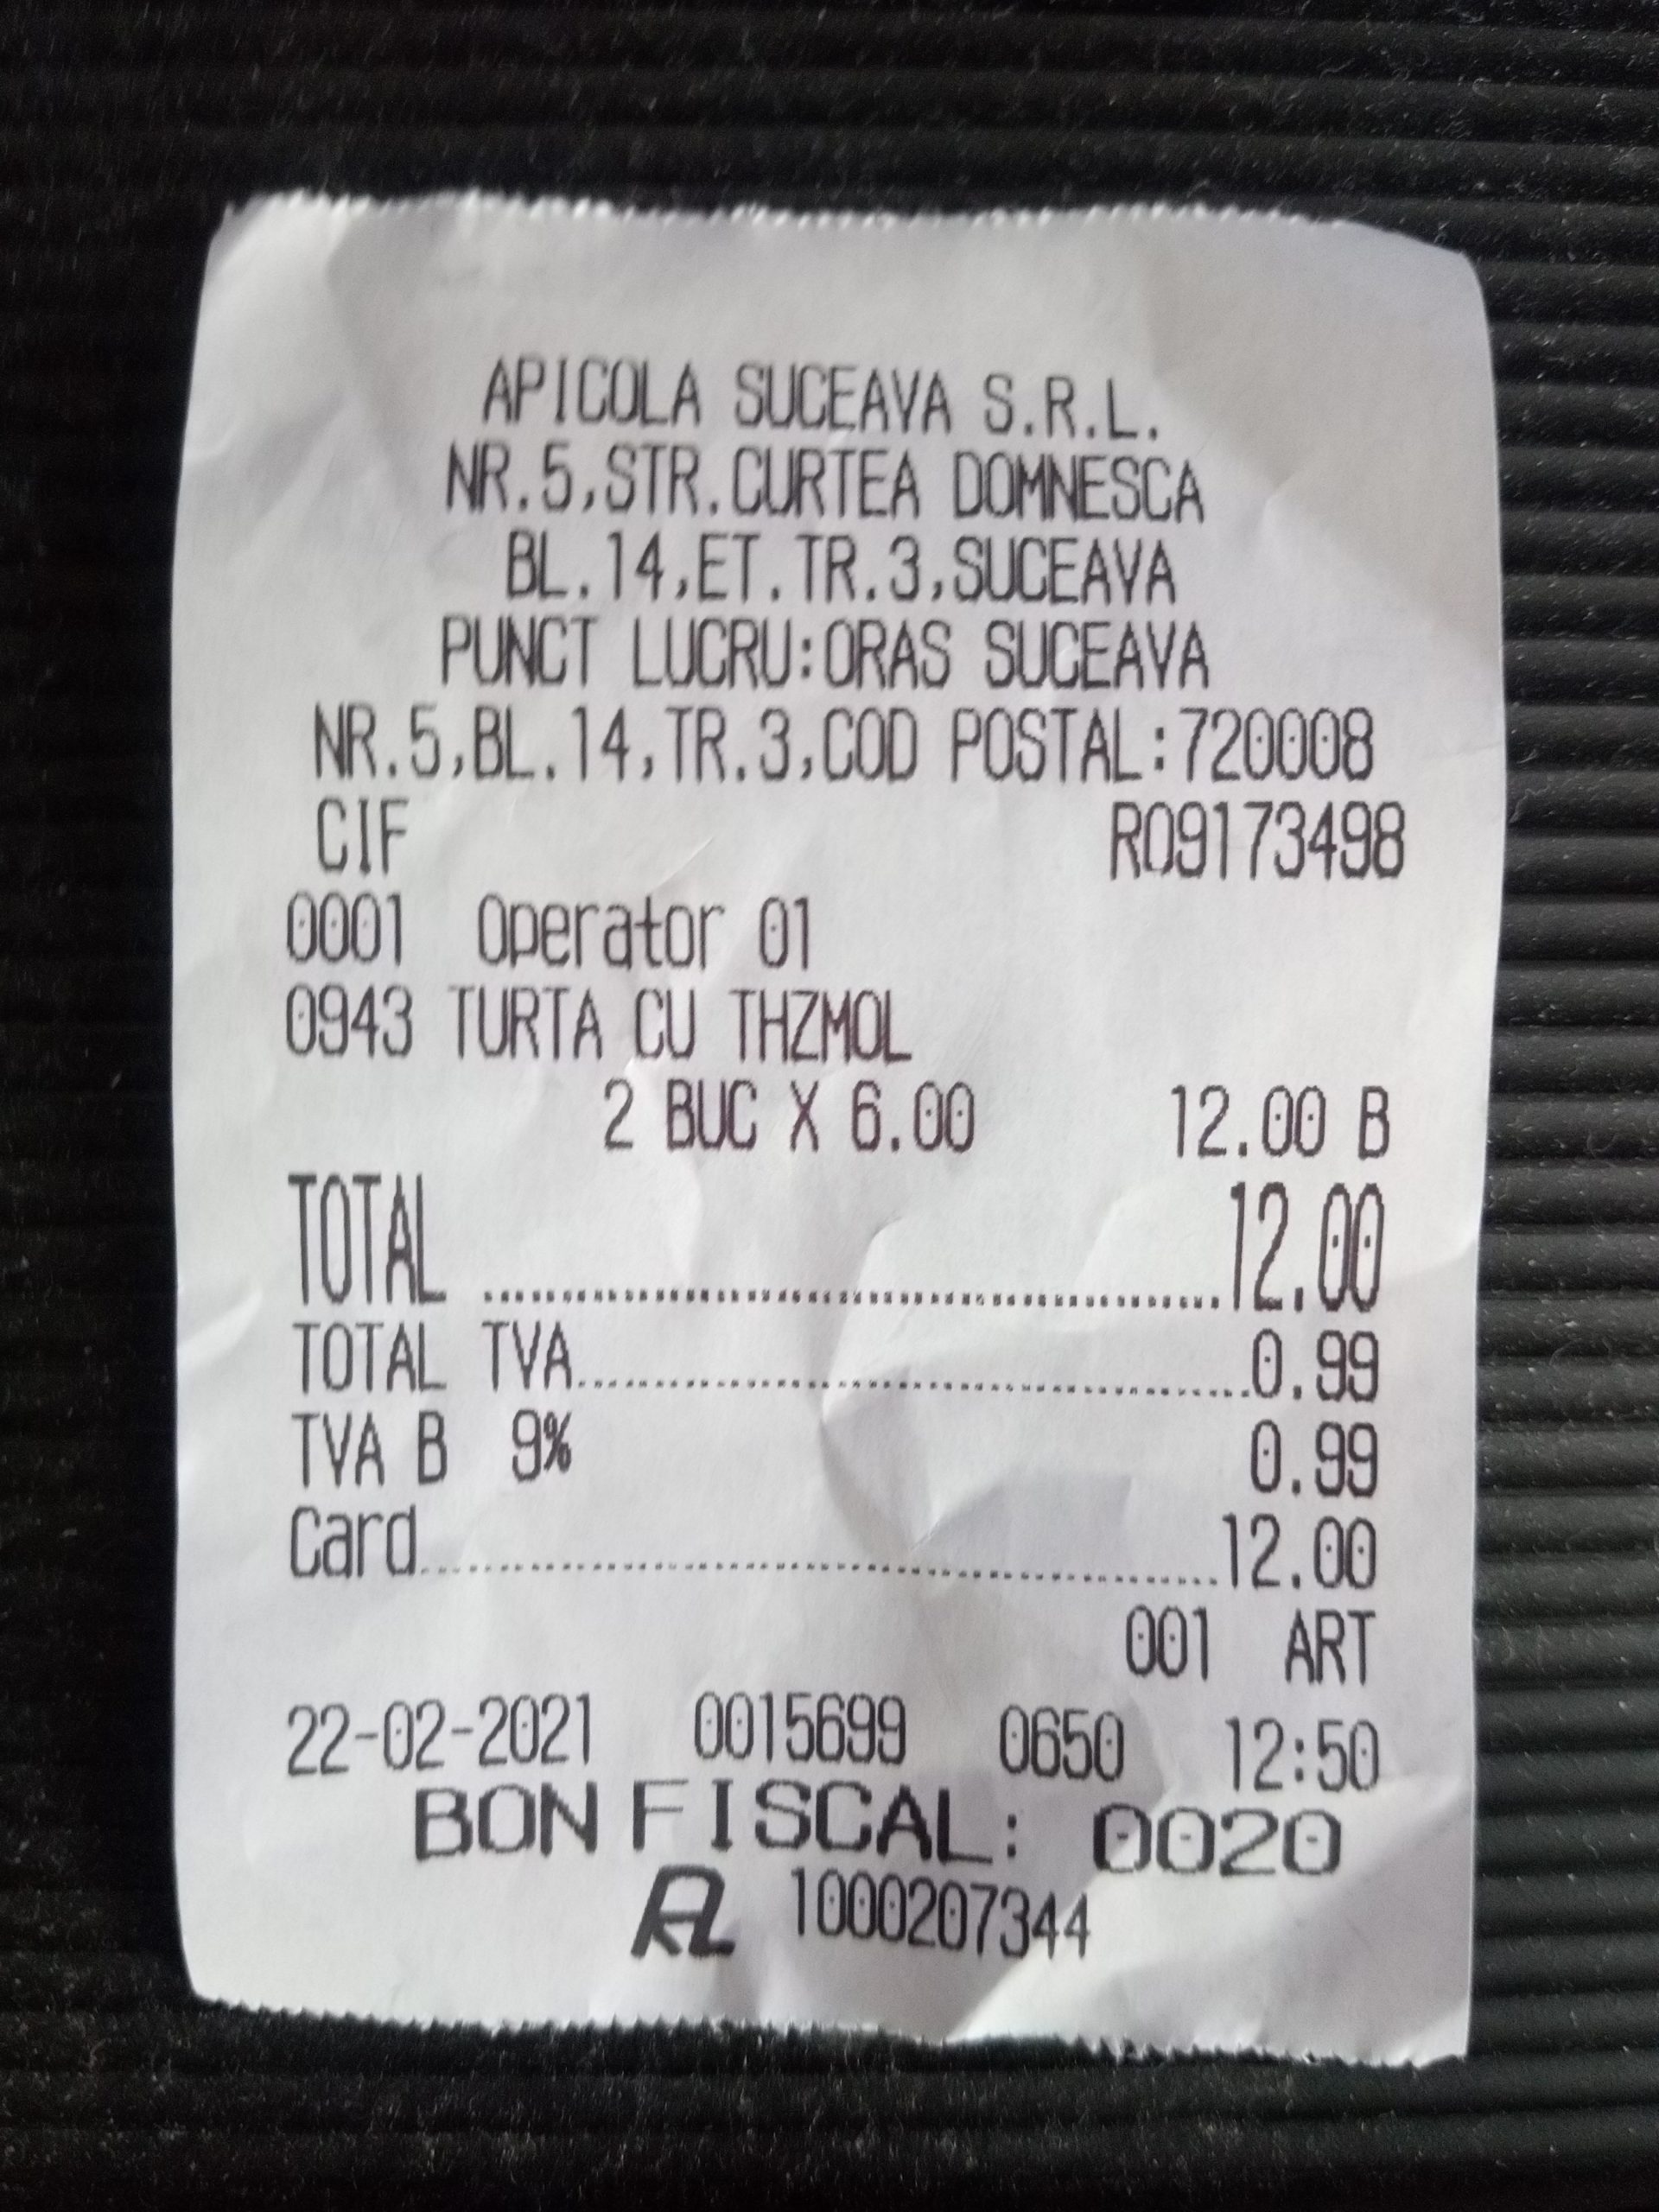 APICOLA SUCEAVA S.R.L.
NR.5,STR.CURTEA DOMNESCA
BL.14,ET.TR.3,SUCEAVA
PUNCT LUCRU:ORAS SUCEAVA
NR.5,BL.14,TR.3,COD POSTAL:720008
CIF RO9173498
0001 Operator 01
0943 TURTA CU THZMOL
2 BUC X 6.00 12.00 B
TOTAL ........................................12.00
TOTAL TVA........................................0.99
TVA B 9% 0.99
Card........................................12.00
001 ART
22-02-2021 0015699 0650 12:50
BON FISCAL: 0020
1000207344